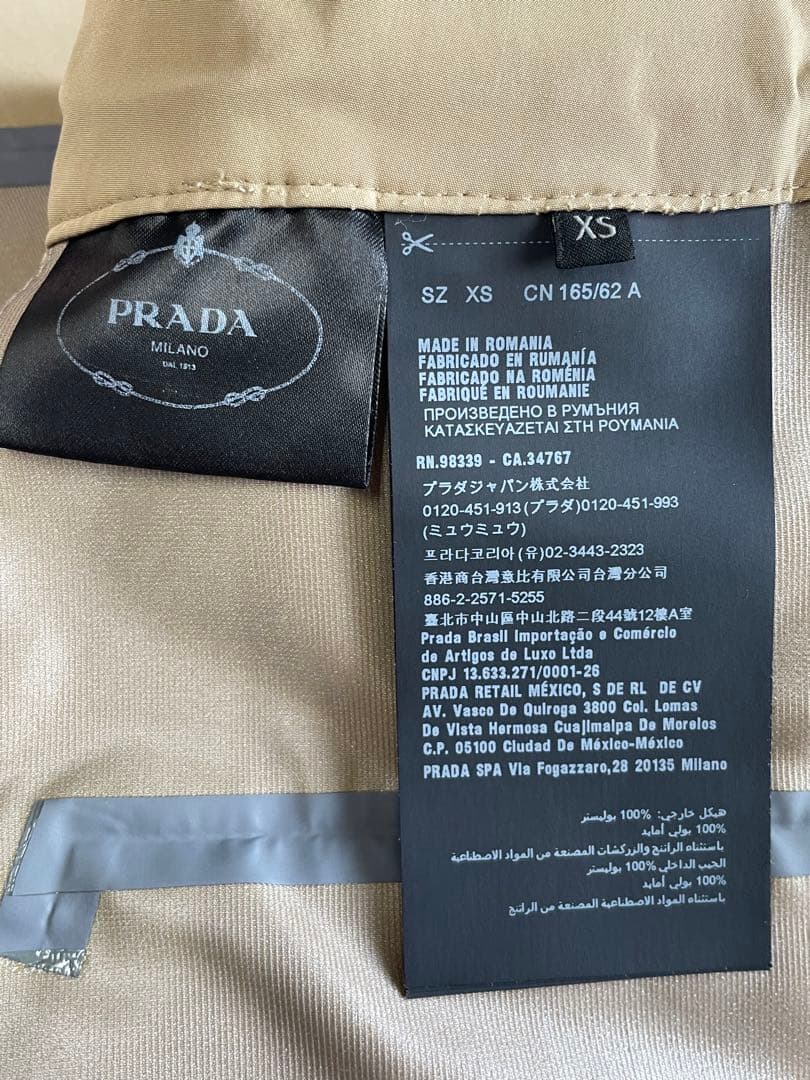 PRADA
MILANO
DAL 1913
XS
SZ XS CN 165/62 A
MADE IN ROMANIA
FABRICADO EN RUMANÍA
FABRICADO NA ROMÉNIA
FABRIQUÉ EN ROUMANIE
ПРОИЗВЕДЕНО В РУМЪНИЯ
ΚΑΤΑΣΚΕΥΑΖΕΤΑΙ ΣΤΗ ΡΟΥΜΑΝΙΑ
RN.98339 - CA.34767
プラダジャパン株式会社
0120-451-913(プラダ)0120-451-993
(ミュウミュウ)
프라다코리아(유)02-3443-2323
香港商台灣意比有限公司台灣分公司
886-2-2571-5255
臺北市中山區中山北路二段44號12樓A室
Prada Brasil Importação e Comércio
de Artigos de Luxo Ltda
CNPJ 13.633.271/0001-26
PRADA RETAIL MÉXICO, S DE RL DE CV
AV. Vasco De Quiroga 3800 Col. Lomas
De Vista Hermosa Cuajimalpa De Morelos
C.P. 05100 Ciudad De México-México
PRADA SPA Via Fogazzaro,28 20135 Milano
هيكل خارجي: %100 بوليستر
%100 بولي أمايد
باستثناء الراتنج والزركشات المصنعة من المواد الاصطناعية
الجيب الداخلي %100 بوليستر
%100 بولي أمايد
باستثناء المواد الاصطناعية المصنعة من الراتنج